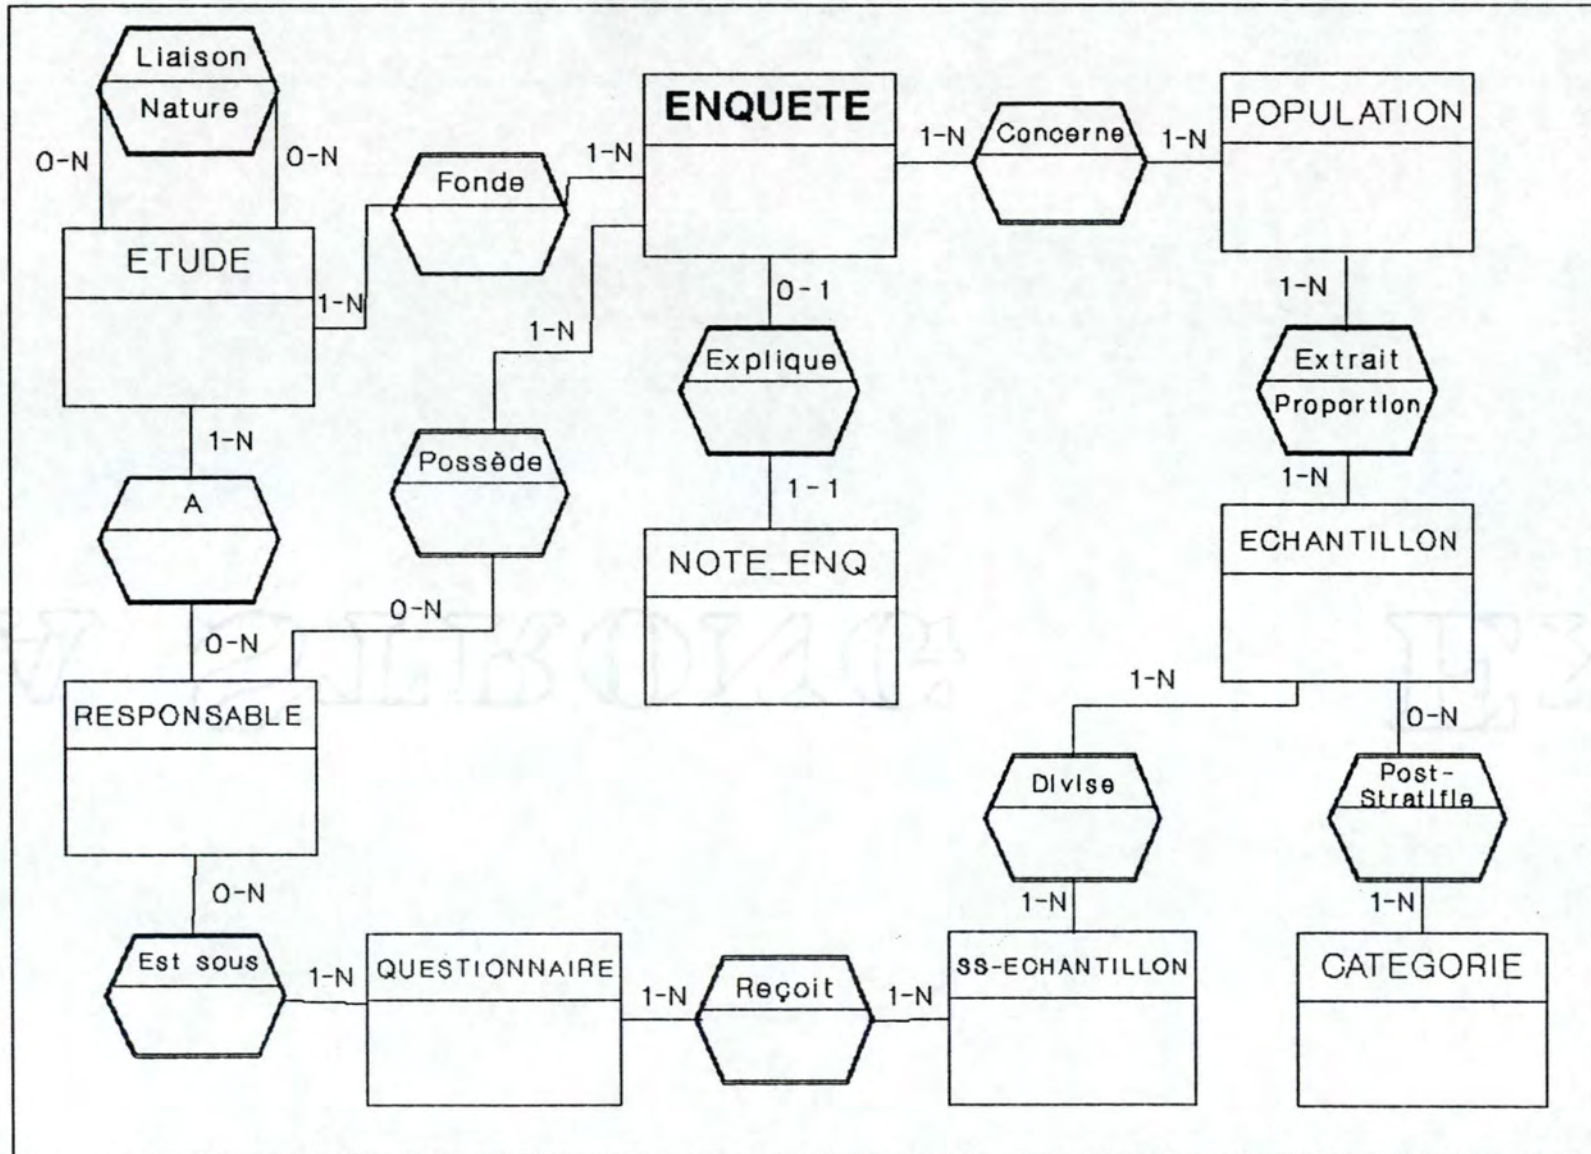 Liaison
Nature
0-N
0-N
ETUDE
1-N
Fonde
1-N
ENQUETE
1-N
Concerne
1-N
POPULATION
1-N
0-1
1-N
Explique
Extrait
Proportion
1-N
A
Possède
1-1
1-N
NOTE_ENQ
ECHANTILLON
0-N
0-N
RESPONSABLE
1-N
0-N
Divise
Post-
Stratifie
0-N
1-N
1-N
Est sous
1-N
QUESTIONNAIRE
1-N
Reçoit
1-N
SS-ECHANTILLON
CATEGORIE